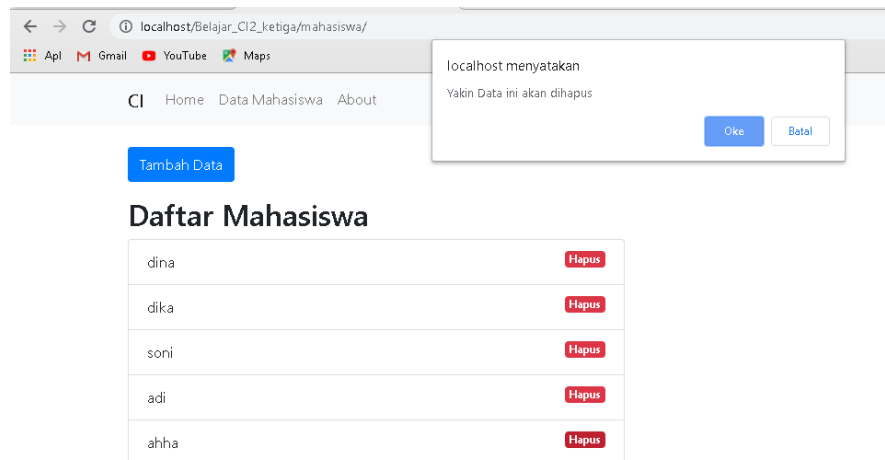 localhost/Belajar_CI2_ketiga/mahasiswa/
Apl Gmail YouTube Maps
localhost menyatakan
Yakin Data ini akan dihapus
Oke Batal
CI Home Data Mahasiswa About
Tambah Data
Daftar Mahasiswa
dina Hapus
dika Hapus
soni Hapus
adi Hapus
ahha Hapus